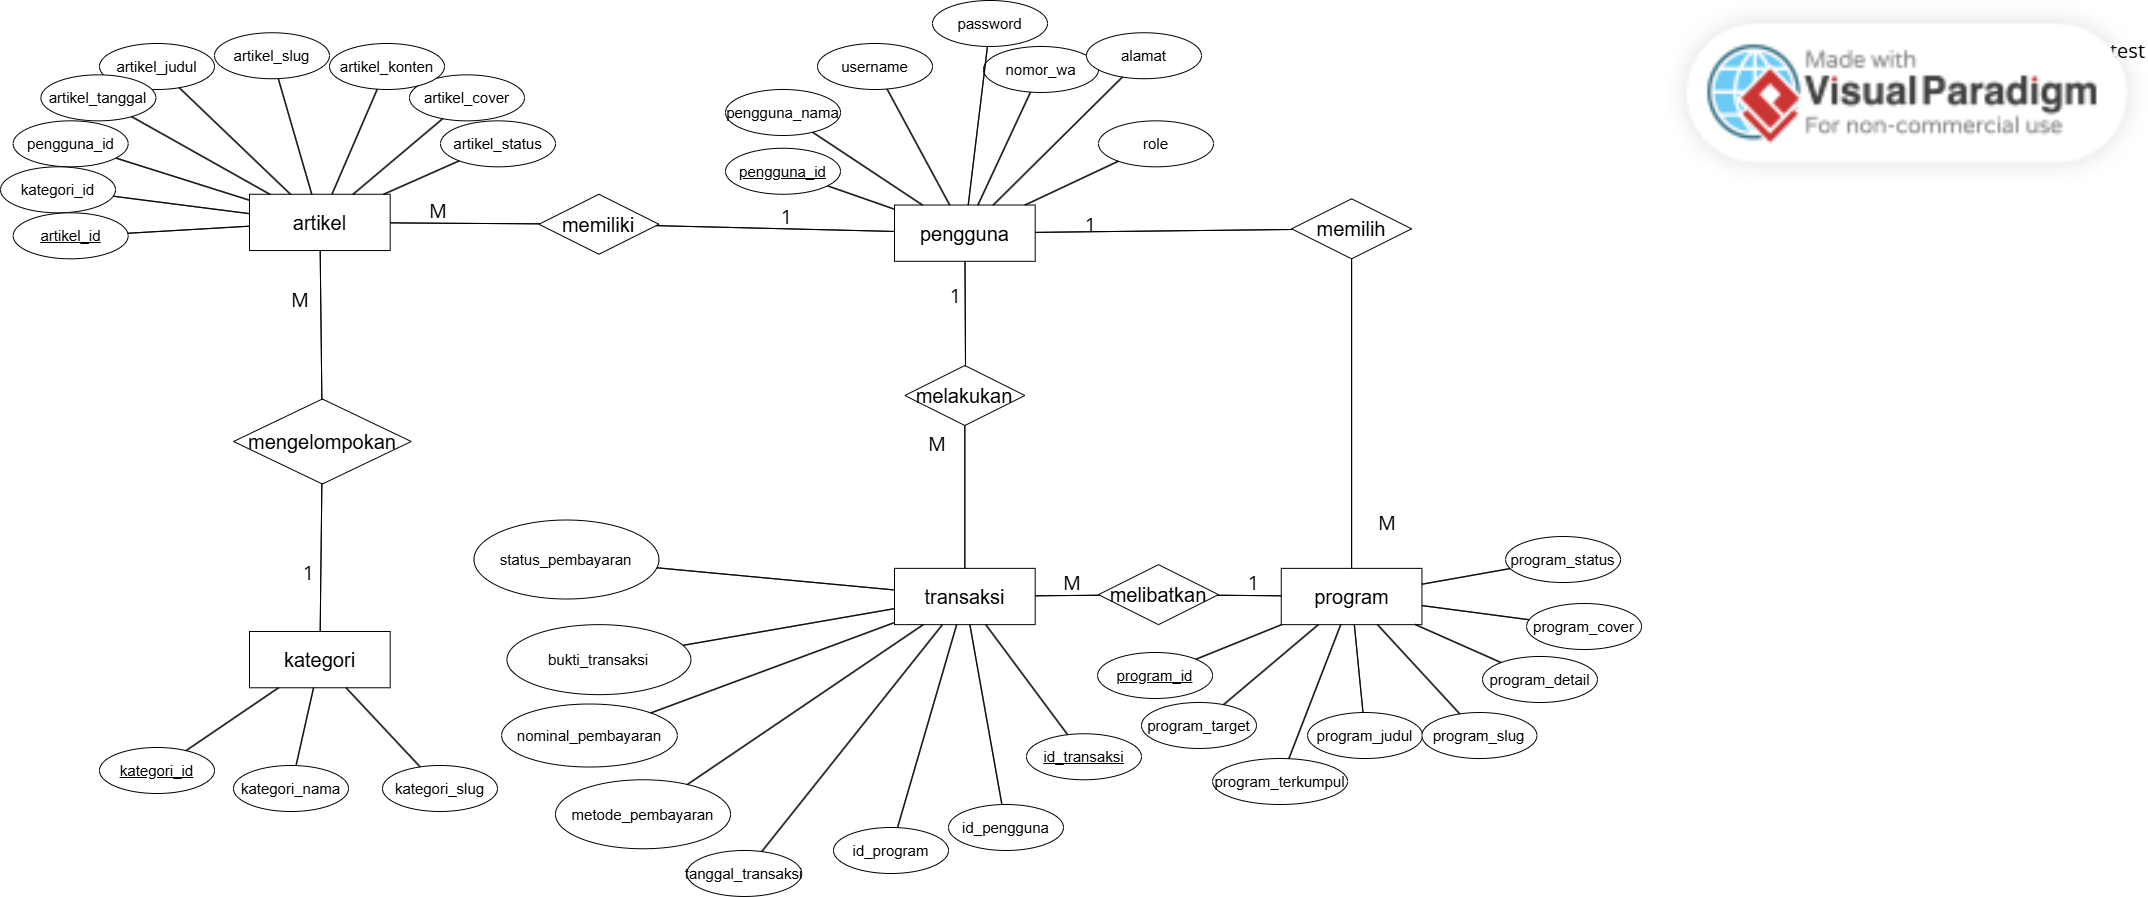 password
artikel_slug
alamat
artikel_judul
artikel_konten
username
nomor_wa
artikel_tanggal
artikel_cover
pengguna_nama
pengguna_id
artikel_status
role
kategori_id
pengguna_id
artikel_id
artikel
M
memiliki
1
pengguna
1
memilih
M
1
mengelompokan
melakukan
M
M
1
status_pembayaran
transaksi
M
melibatkan
1
program
program_status
program_cover
kategori
bukti_transaksi
program_id
program_detail
nominal_pembayaran
program_target
program_judul
program_slug
kategori_id
id_transaksi
kategori_nama
kategori_slug
program_terkumpul
metode_pembayaran
id_pengguna
id_program
tanggal_transaksi
Made with
Visual Paradigm
For non-commercial use
test